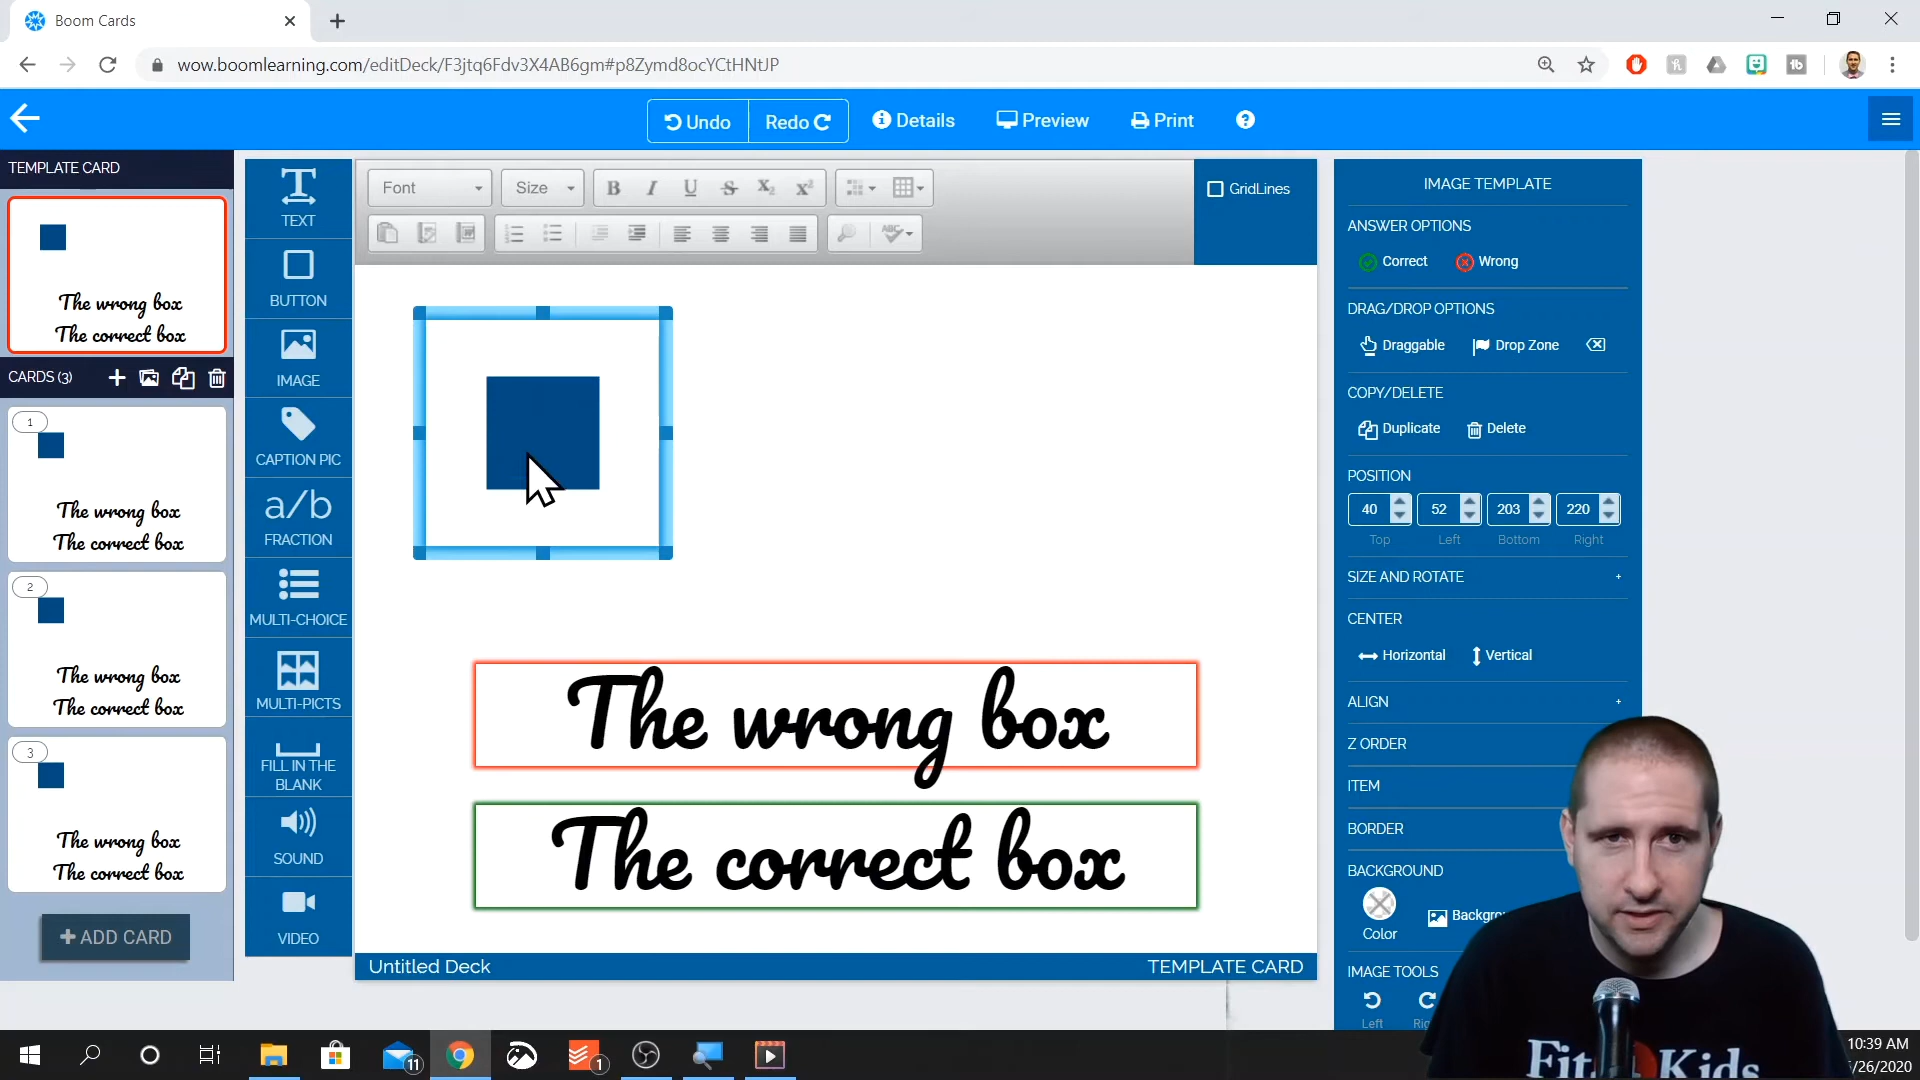 Boom Cards
wow.boomlearning.com/editDeck/F3jtq6Fdv3X4AB6gm#p8Zymd8ocYCtHNtJP
Undo
Redo
Details
Preview
Print
TEMPLATE CARD
The wrong box
The correct box
CARDS (3)
1
The wrong box
The correct box
2
The wrong box
The correct box
3
The wrong box
The correct box
+ ADD CARD
TEXT
BUTTON
IMAGE
CAPTION PIC
a/b
FRACTION
MULTI-CHOICE
MULTI-PICTS
FILL IN THE
BLANK
SOUND
VIDEO
Font
Size
GridLines
The wrong box
The correct box
Untitled Deck
TEMPLATE CARD
IMAGE TEMPLATE
ANSWER OPTIONS
Correct
Wrong
DRAG/DROP OPTIONS
Draggable
Drop Zone
COPY/DELETE
Duplicate
Delete
POSITION
40 52 203 220
Top Left Bottom Right
SIZE AND ROTATE +
CENTER
Horizontal
Vertical
ALIGN +
Z ORDER
ITEM
BORDER
BACKGROUND
Color
IMAGE TOOLS
Left
11
1
10:39 AM
/26/2020
Kids